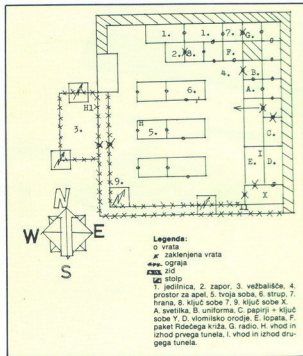 1. 1. 7. G.
2. 8. F.
4. B.
6. A.
H1
3.
H 5. C.
E. I D.
9. X
N
W E
S
Legenda:
o vrata
x zaklenjena vrata
ograja
zid
stolp
1. jedilnica, 2. zapor, 3. vežbališče, 4.
prostor za apel, 5. tvoja soba, 6. strup, 7.
hrana, 8. ključ sobe 7, 9. ključ sobe X.
A. svetilka, B. uniforma, C. papirji + ključ
sobe Y, D. vlomilsko orodje, E. lopata, F.
paket Rdečega križa, G. radio, H. vhod in
izhod prvega tunela, I. vhod in izhod dru-
gega tunela.